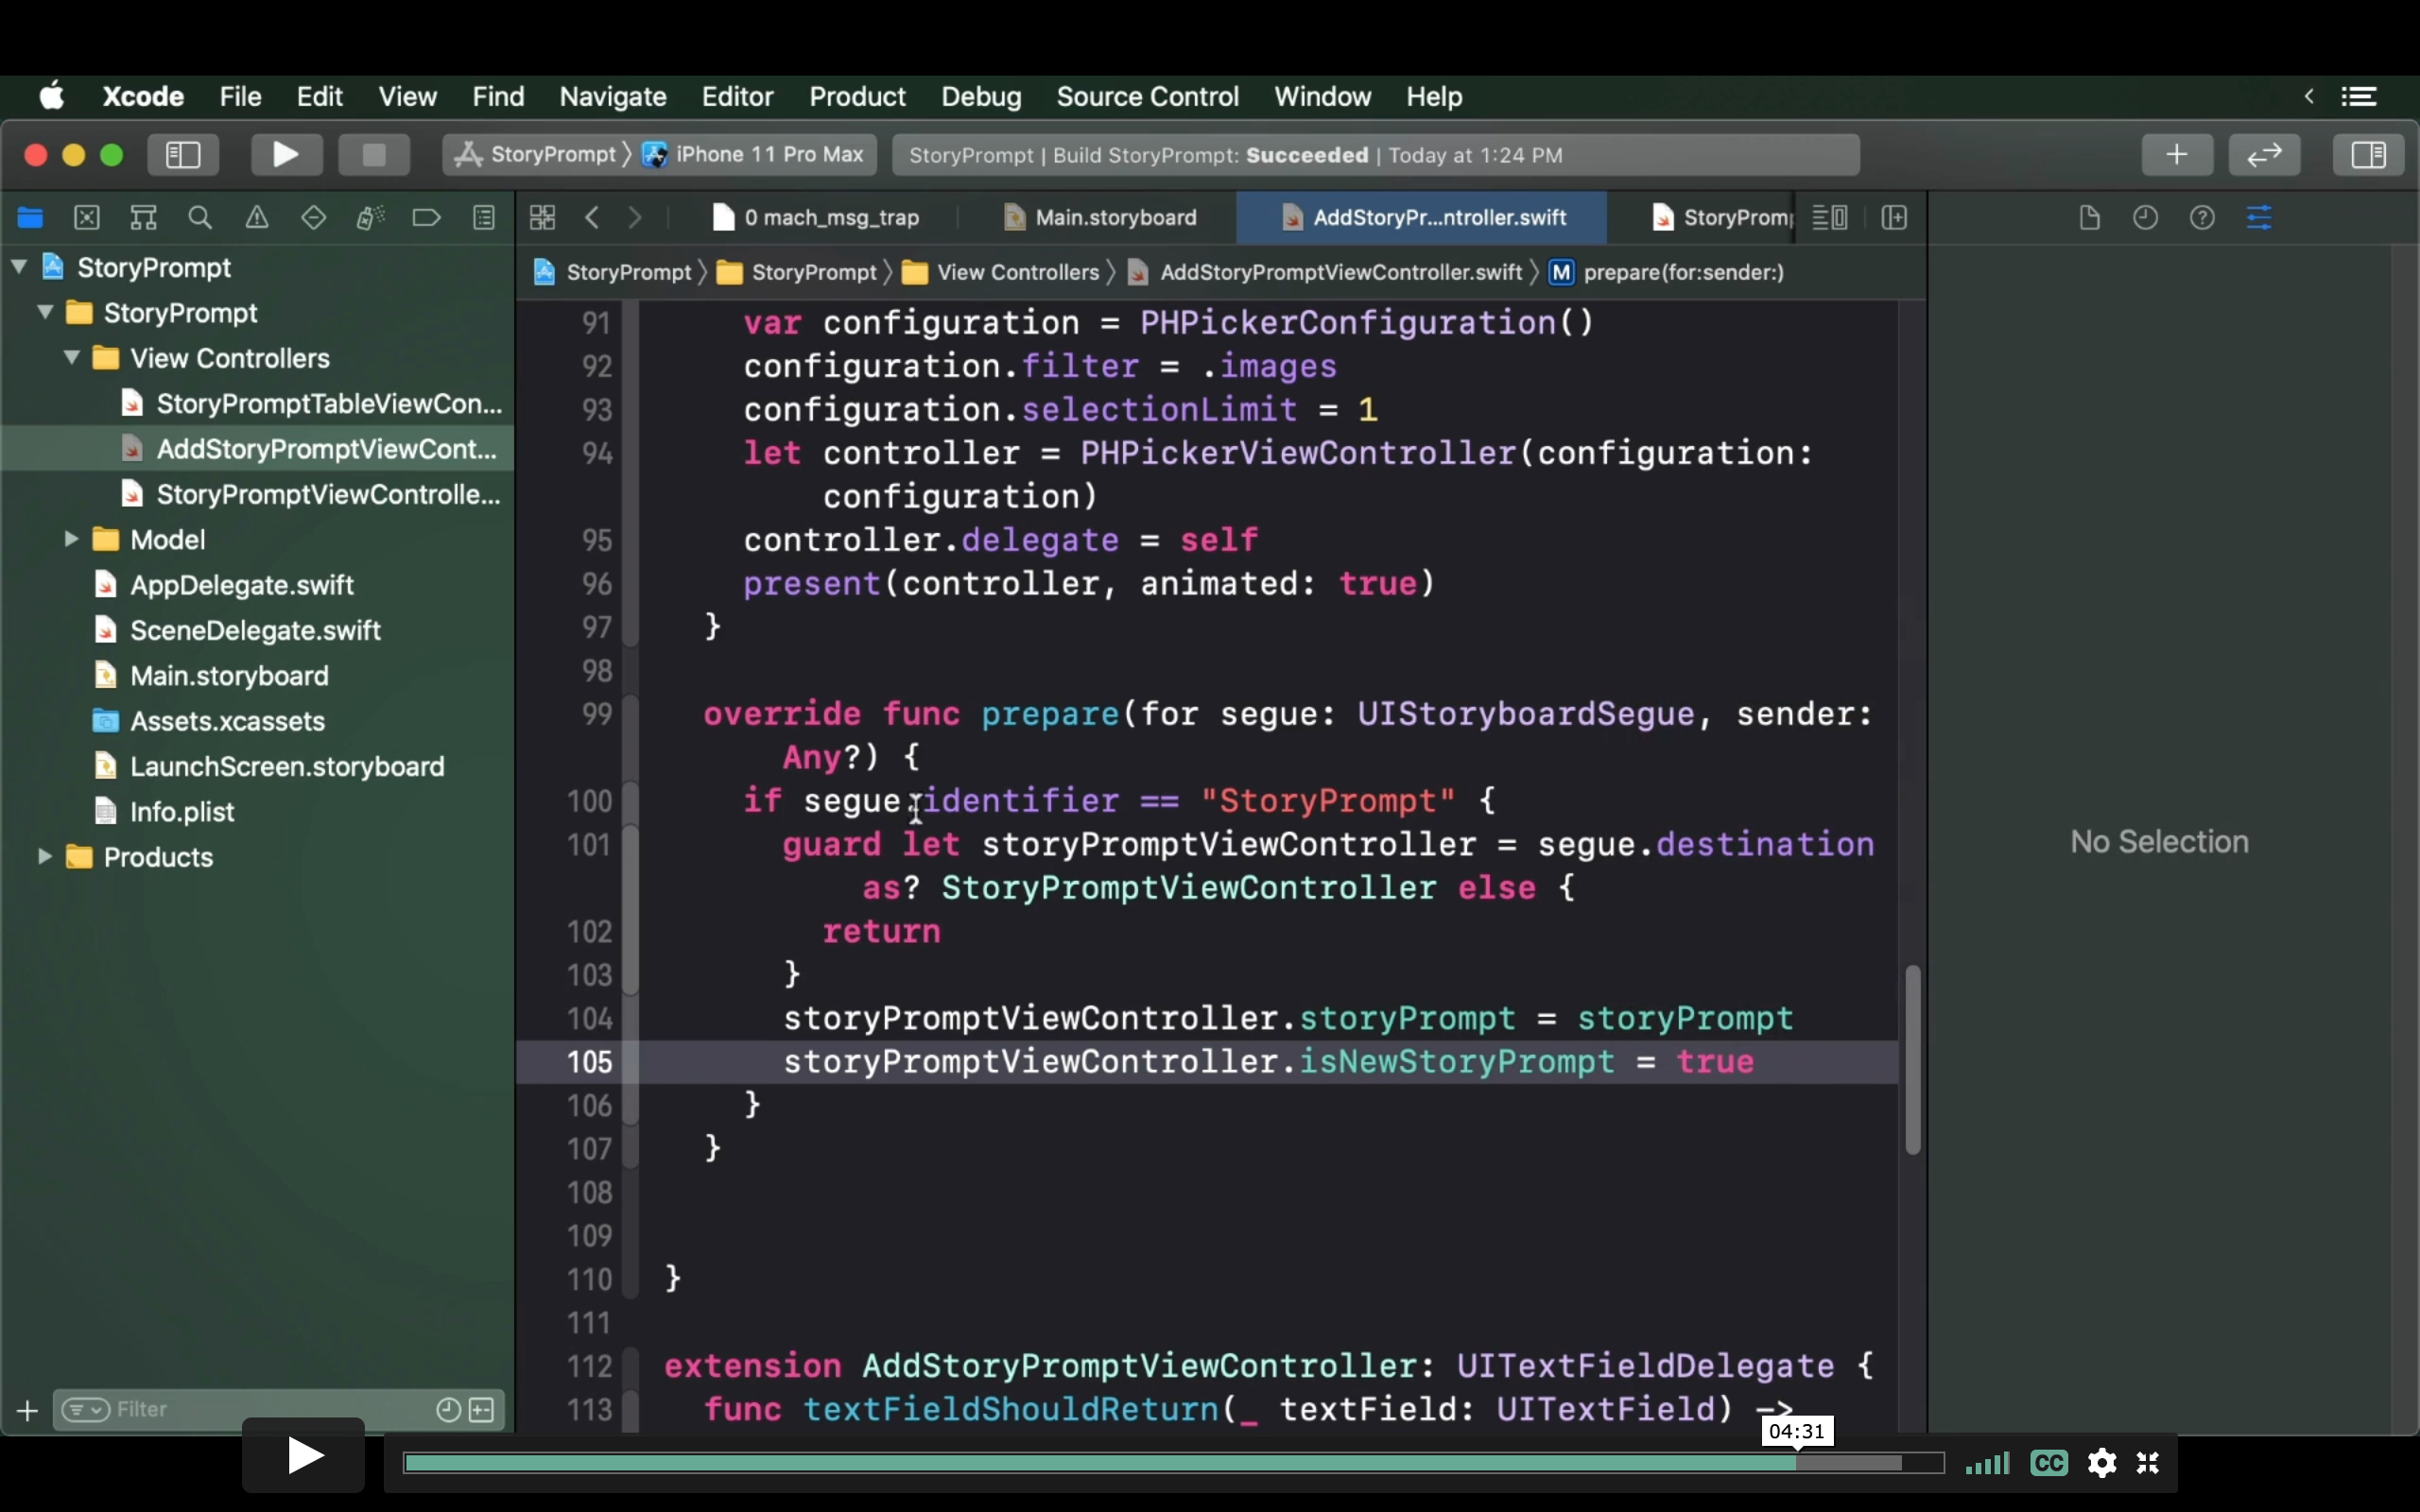 Xcode File Edit View Find Navigate Editor Product Debug Source Control Window Help
StoryPrompt 〉 iPhone 11 Pro Max
StoryPrompt | Build StoryPrompt: Succeeded | Today at 1:24 PM
0 mach_msg_trap
Main.storyboard
AddStoryPr...ntroller.swift
StoryPromp
StoryPrompt 〉 StoryPrompt 〉 View Controllers 〉 AddStoryPromptViewController.swift 〉 M prepare(for:sender:)
StoryPrompt
StoryPrompt
View Controllers
StoryPromptTableViewCon...
AddStoryPromptViewCont...
StoryPromptViewControlle...
Model
AppDelegate.swift
SceneDelegate.swift
Main.storyboard
Assets.xcassets
LaunchScreen.storyboard
Info.plist
Products
Filter
91 var configuration = PHPickerConfiguration()
92 configuration.filter = .images
93 configuration.selectionLimit = 1
94 let controller = PHPickerViewController(configuration:
configuration)
95 controller.delegate = self
96 present(controller, animated: true)
97 }
98
99 override func prepare(for segue: UIStoryboardSegue, sender:
Any?) {
100 if segue.identifier == "StoryPrompt" {
101 guard let storyPromptViewController = segue.destination
as? StoryPromptViewController else {
102 return
103 }
104 storyPromptViewController.storyPrompt = storyPrompt
105 storyPromptViewController.isNewStoryPrompt = true
106 }
107 }
108
109
110 }
111
112 extension AddStoryPromptViewController: UITextFieldDelegate {
113 func textFieldShouldReturn(_ textField: UITextField) ->
No Selection
04:31
CC